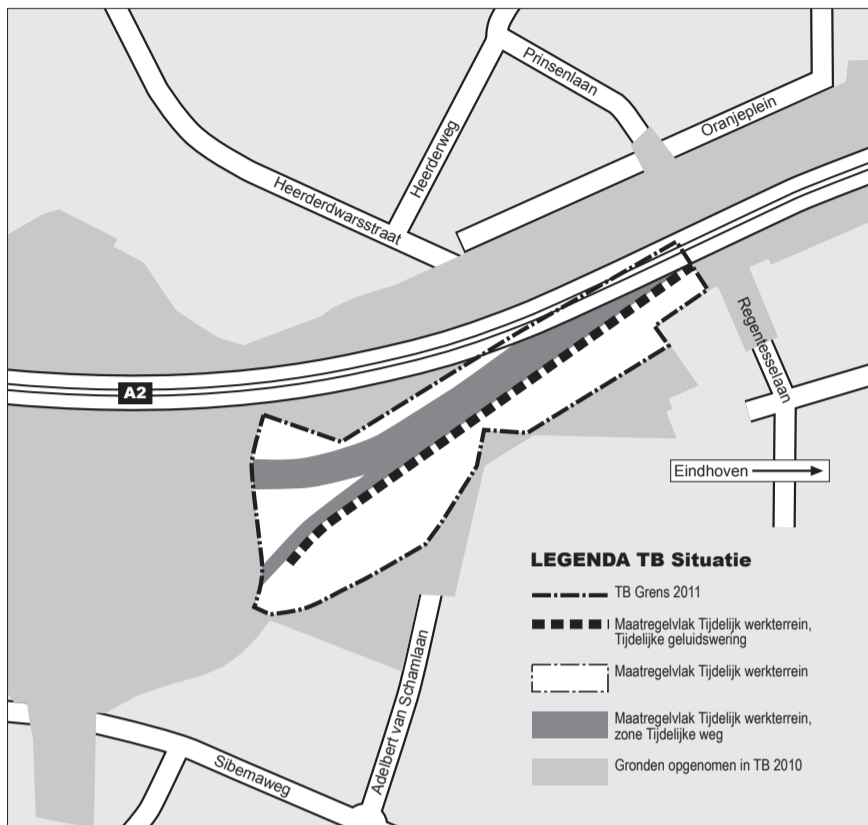 Prinsenlaan
Oranjeplein
Heerderweg
Heerderdwarsstraat
Regentesselaan
A2
Eindhoven
LEGENDA TB Situatie
TB Grens 2011
Maatregelvlak Tijdelijk werkterrein,
Tijdelijke geluidswering
Maatregelvlak Tijdelijk werkterrein
Maatregelvlak Tijdelijk werkterrein,
zone Tijdelijke weg
Gronden opgenomen in TB 2010
Adelbert van Scharnlaan
Sibemaweg